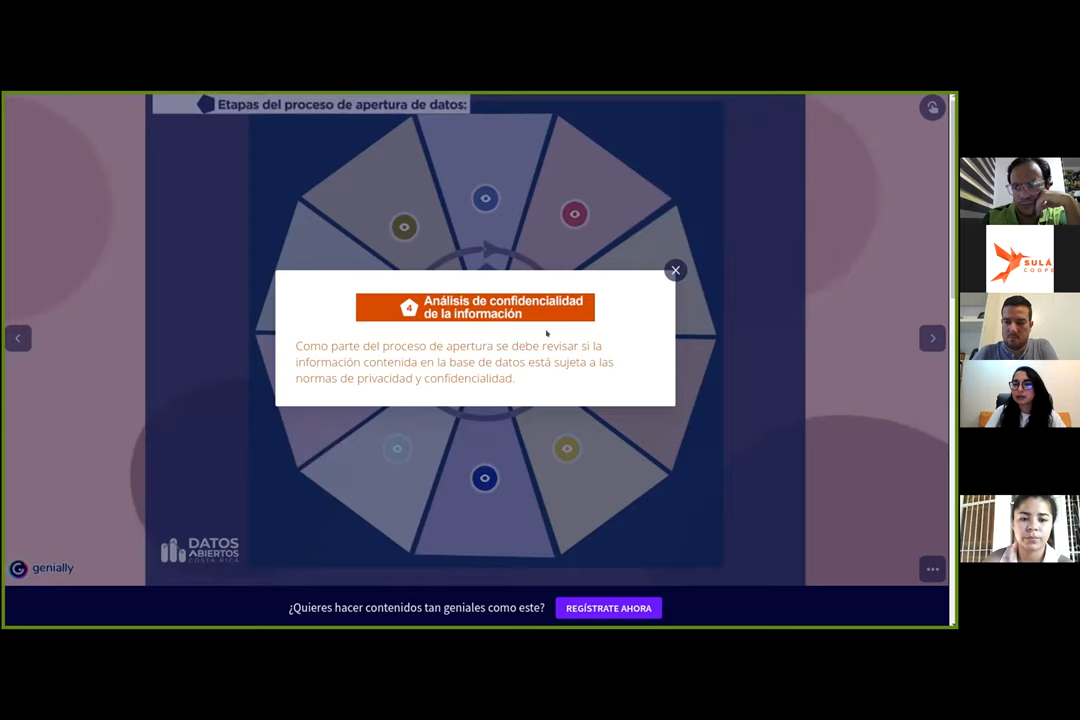 Etapas del proceso de apertura de datos:
4 Análisis de confidencialidad
de la información
Como parte del proceso de apertura se debe revisar si la
información contenida en la base de datos está sujeta a las
normas de privacidad y confidencialidad.
DATOS
ABIERTOS
COSTA RICA
genially
¿Quieres hacer contenidos tan geniales como este? REGÍSTRATE AHORA
SULÁ
COOPE